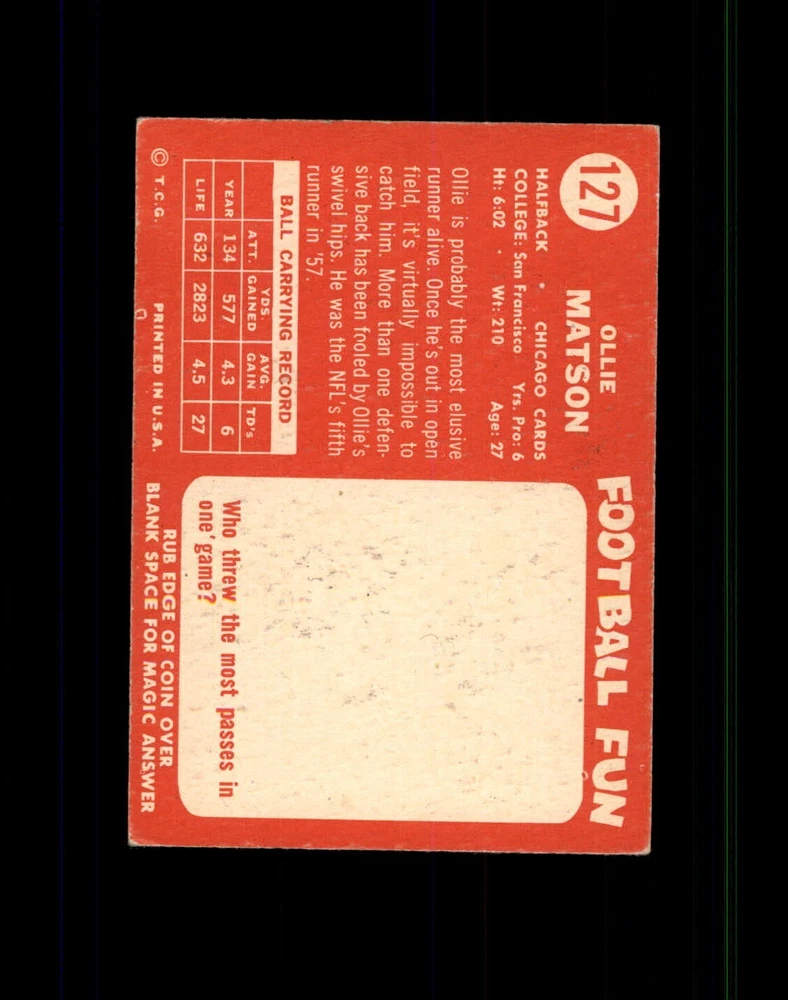 127
OLLIE
MATSON
HALFBACK • CHICAGO CARDS
COLLEGE: San Francisco Yrs. Pro: 6
Ht: 6:02 · Wt: 210 Age: 27
Ollie is probably the most elusive
runner alive. Once he's out in open
field, it's virtually impossible to
catch him. More than one defen-
sive back has been fooled by Ollie's
swivel hips. He was the NFL's fifth
runner in '57.
BALL CARRYING RECORD
ATT. YDS. GAINED AVG. GAIN TD's
YEAR 134 577 4.3 6
LIFE 632 2823 4.5 27
© T.C.G. PRINTED IN U.S.A.
FOOTBALL FUN
Who threw the most passes in
one game?
RUB EDGE OF COIN OVER
BLANK SPACE FOR MAGIC ANSWER